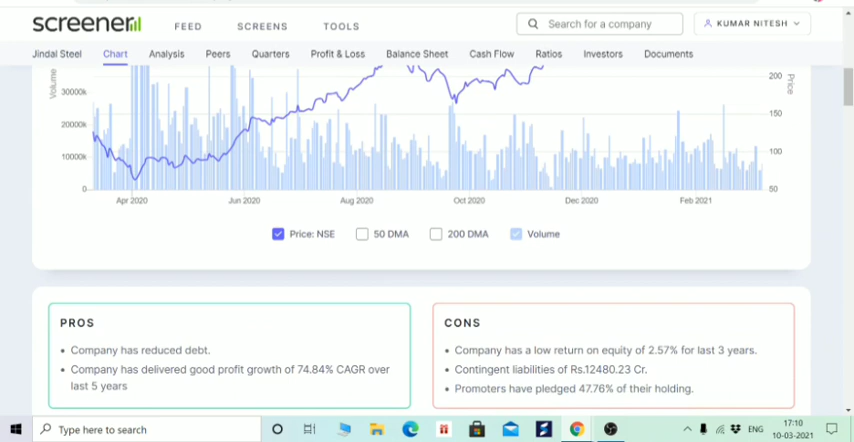 screener FEED SCREENS TOOLS Search for a company KUMAR NITESH
Jindal Steel Chart Analysis Peers Quarters Profit & Loss Balance Sheet Cash Flow Ratios Investors Documents
Volume
30000k
20000k
10000k
0
200
150
100
50
Price
Apr 2020 Jun 2020 Aug 2020 Oct 2020 Dec 2020 Feb 2021
Price: NSE 50 DMA 200 DMA Volume
PROS
• Company has reduced debt.
• Company has delivered good profit growth of 74.84% CAGR over
last 5 years
CONS
• Company has a low return on equity of 2.57% for last 3 years.
• Contingent liabilities of Rs.12480.23 Cr.
• Promoters have pledged 47.76% of their holding.
Type here to search
ENG
17:10
10-03-2021